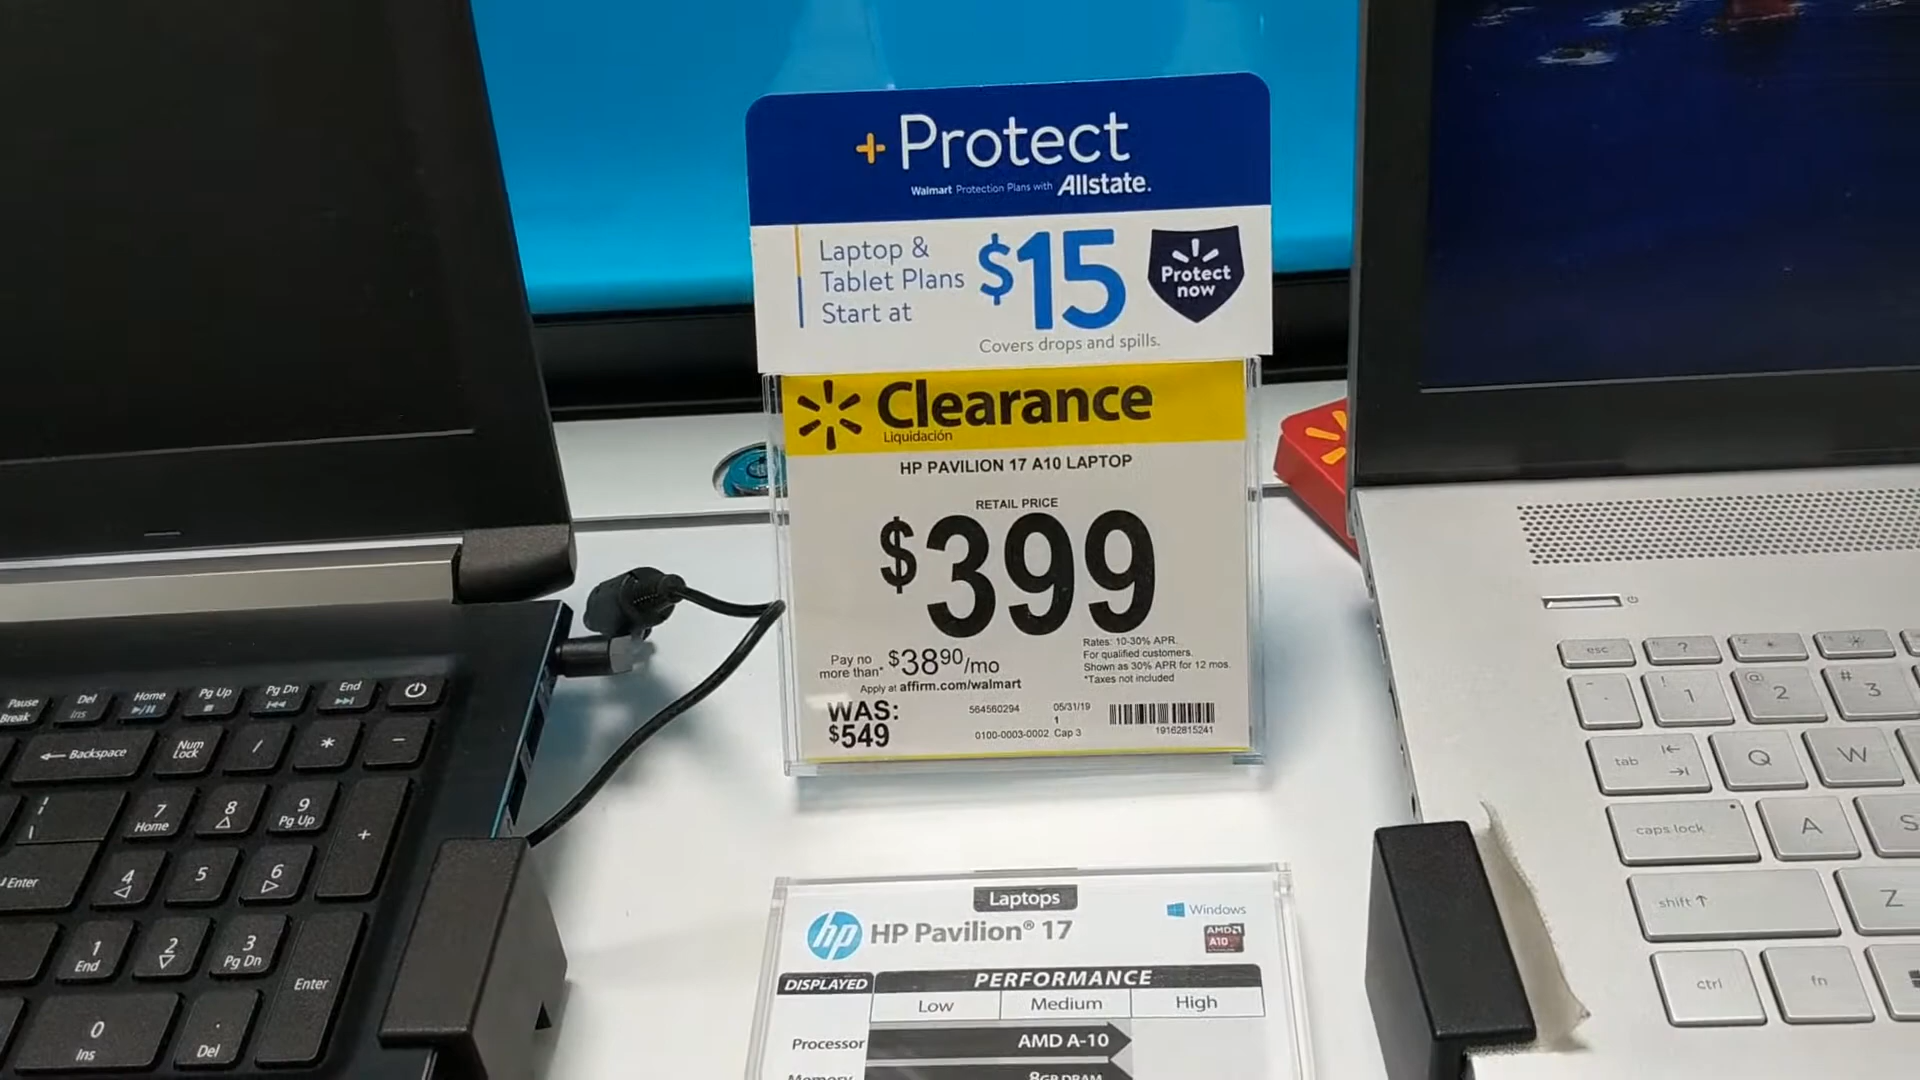 + Protect
Walmart Protection Plans with Allstate.
Laptop &
Tablet Plans
Start at
$15
Protect
now
Covers drops and spills.
Clearance
Liquidación
HP PAVILION 17 A10 LAPTOP
RETAIL PRICE
$399
Pay no
more than*
$38.90/mo
Apply at affirm.com/walmart
Rates: 10-30% APR.
For qualified customers.
Shown as 30% APR for 12 mos.
*Taxes not included
WAS:
$549
564560294
05/31/19
1
0100-0003-0002 Cap 3
19162815241
Laptops
hp HP Pavilion® 17
Windows
AMD
A10
DISPLAYED
PERFORMANCE
Low Medium High
Processor AMD A-10
Memory 8GB DRAM
Pause
Break
Del
Ins
Home
Pg Up
Pg Dn
End
Backspace
Num
Lock
/
*
-
7
Home
8
9
Pg Up
+
Enter
4
5
6
1
End
2
3
Pg Dn
Enter
0
Ins
.
Del
esc
?
!
1
@
2
#
3
tab
Q
W
caps lock
A
S
shift
Z
ctrl
fn